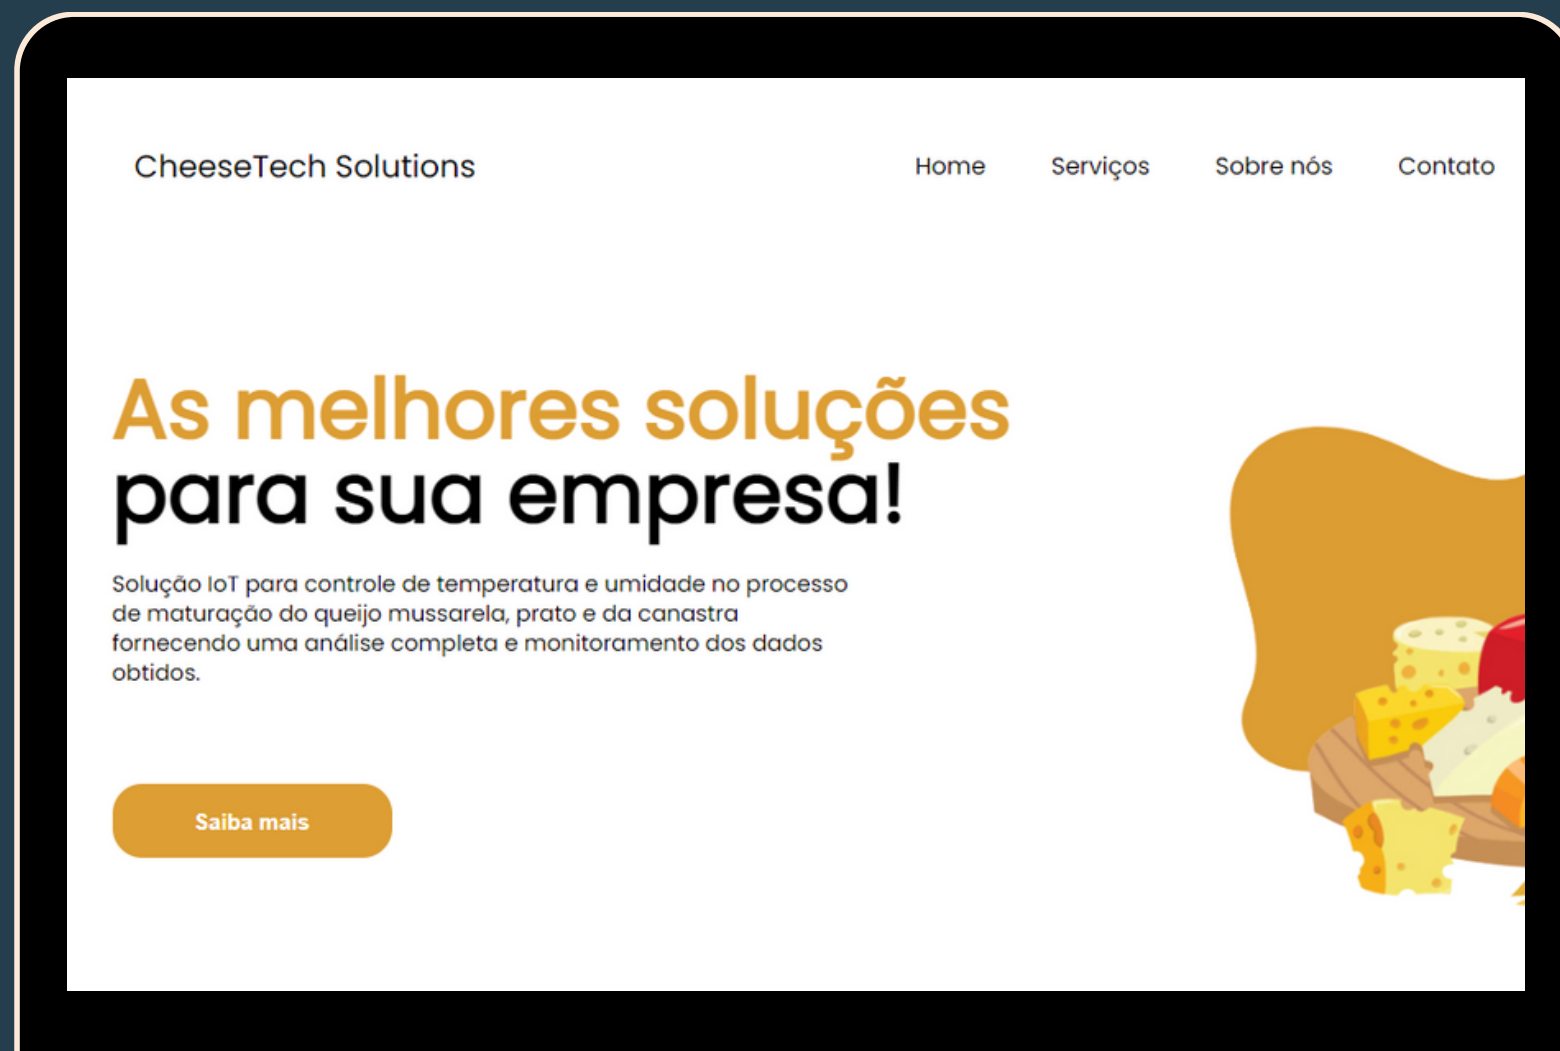 CheeseTech Solutions
Home Serviços Sobre nós Contato
As melhores soluções
para sua empresa!
Solução IoT para controle de temperatura e umidade no processo
de maturação do queijo mussarela, prato e da canastra
fornecendo uma análise completa e monitoramento dos dados
obtidos.
Saiba mais